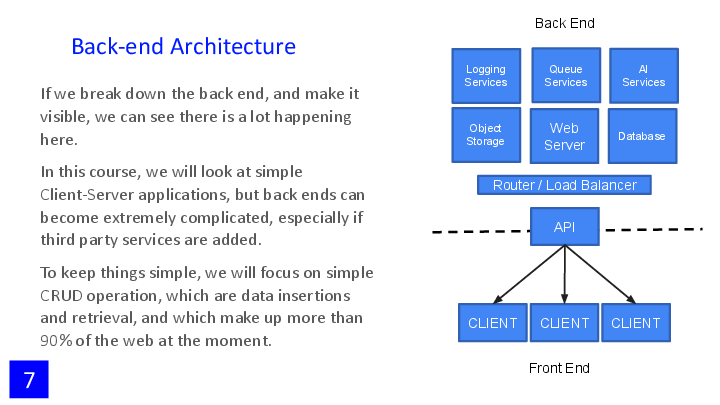 Back-end Architecture
If we break down the back end, and make it
visible, we can see there is a lot happening
here.
In this course, we will look at simple
Client-Server applications, but back ends can
become extremely complicated, especially if
third party services are added.
To keep things simple, we will focus on simple
CRUD operation, which are data insertions
and retrieval, and which make up more than
90% of the web at the moment.
7
Back End
Logging
Services
Queue
Services
AI
Services
Object
Storage
Web
Server
Database
Router / Load Balancer
API
CLIENT
CLIENT
CLIENT
Front End